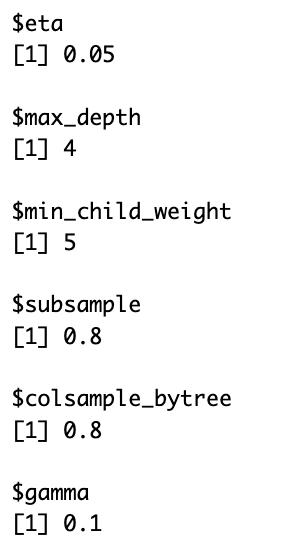 $eta
[1] 0.05
$max_depth
[1] 4
$min_child_weight
[1] 5
$subsample
[1] 0.8
$colsample_bytree
[1] 0.8
$gamma
[1] 0.1